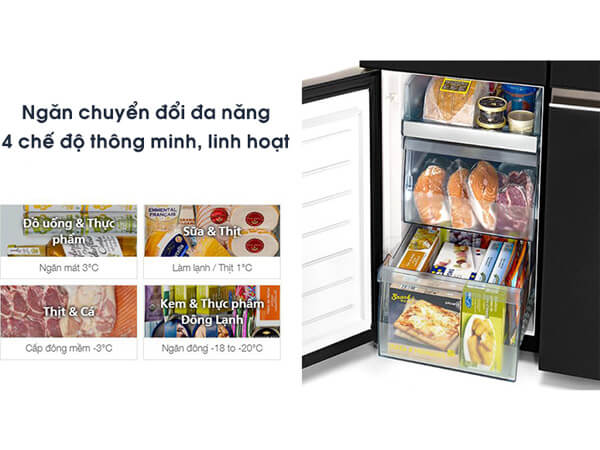 Ngăn chuyển đổi đa năng
4 chế độ thông minh, linh hoạt
Đồ uống & Thực
phẩm
Ngăn mát 3°C
EMMENTAL
FRANÇAIS
Sữa & Thịt
Làm lạnh / Thịt 1°C
Thịt & Cá
Cấp đông mềm -3°C
Kem & Thực phẩm
Đông Lạnh
Ngăn đông -18 to -20°C